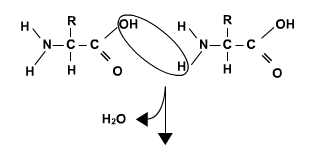 R R
H OH H OH
N C C N C C
H H O H H O
H₂O